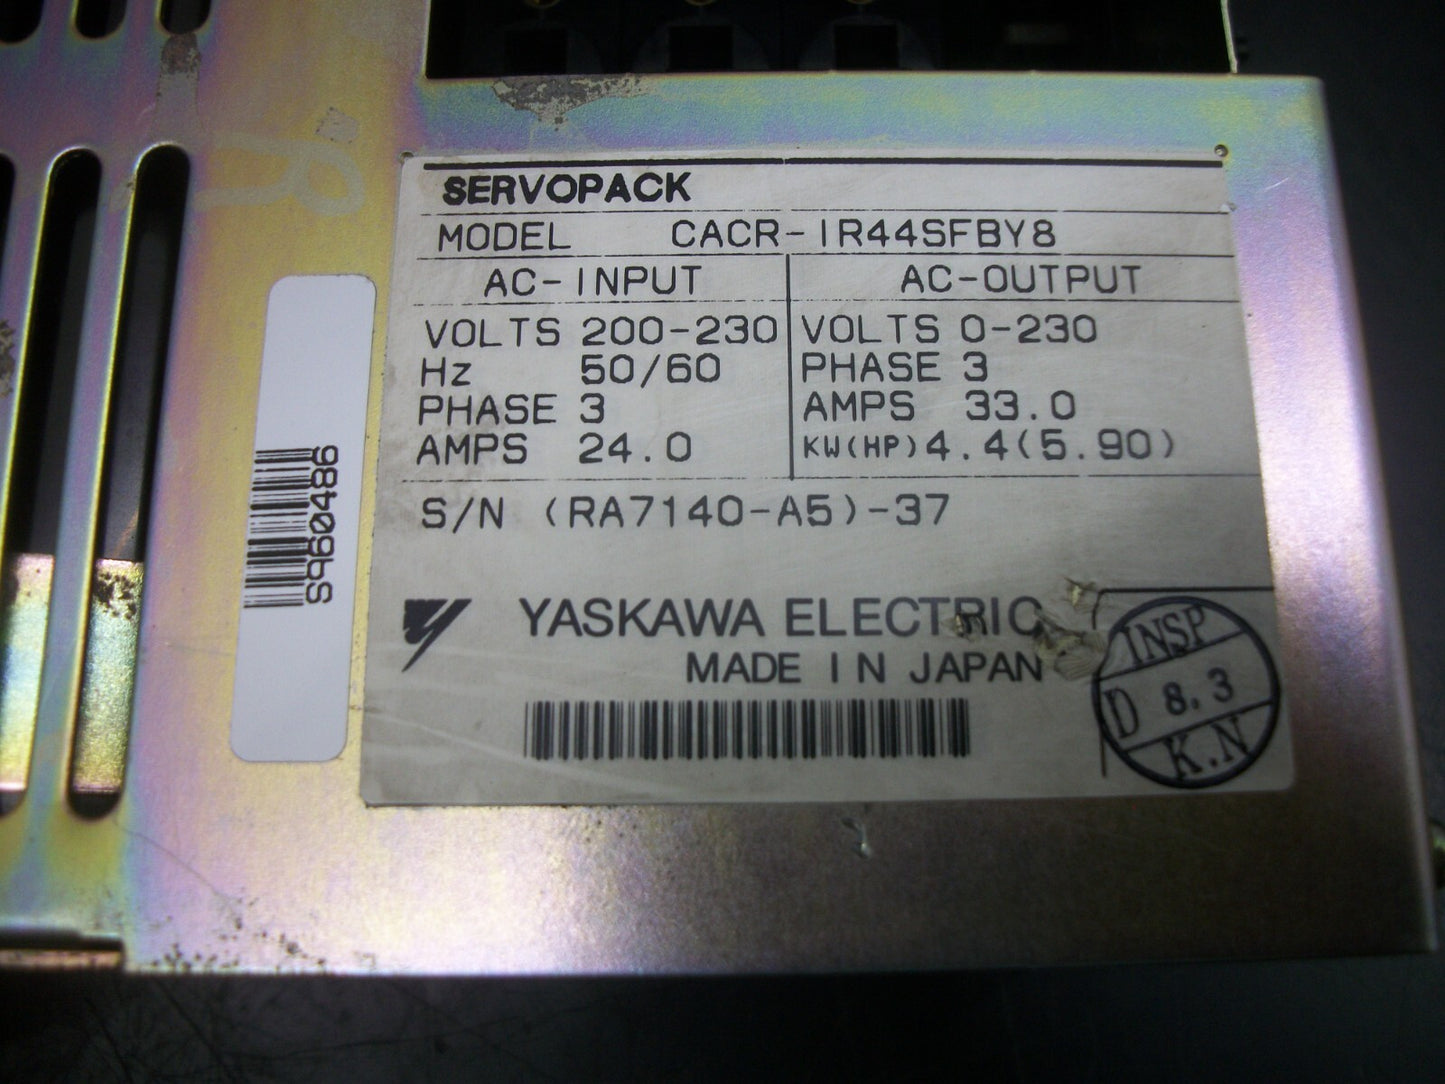 SERVOPACK
MODEL CACR-IR44SFBY8
AC-INPUT AC-OUTPUT
VOLTS 200-230 VOLTS 0-230
Hz 50/60 PHASE 3
PHASE 3 AMPS 33.0
AMPS 24.0 KW(HP) 4.4(5.90)
S/N (RA7140-A5)-37
YASKAWA ELECTRIC
MADE IN JAPAN
INSP
D 8.3
K.N
S960486